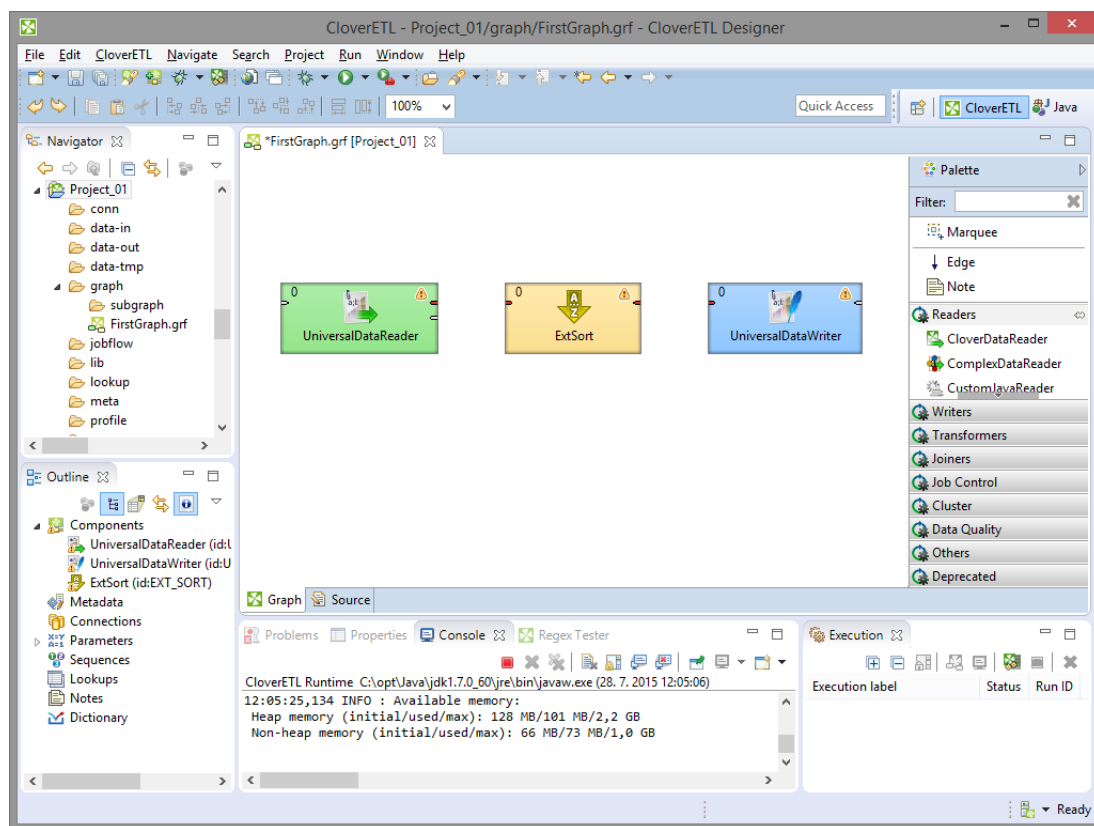 CloverETL - Project_01/graph/FirstGraph.grf - CloverETL Designer
File Edit CloverETL Navigate Search Project Run Window Help
100%
Quick Access
CloverETL
Java
Navigator
Project_01
conn
data-in
data-out
data-tmp
graph
subgraph
FirstGraph.grf
jobflow
lib
lookup
meta
profile
*FirstGraph.grf [Project_01]
0
UniversalDataReader
0
ExtSort
0
UniversalDataWriter
Palette
Filter:
Marquee
Edge
Note
Readers
CloverDataReader
ComplexDataReader
CustomJavaReader
Writers
Transformers
Joiners
Job Control
Cluster
Data Quality
Others
Deprecated
Graph Source
Outline
Components
UniversalDataReader (id:U
UniversalDataWriter (id:U
ExtSort (id:EXT_SORT)
Metadata
Connections
Parameters
Sequences
Lookups
Notes
Dictionary
Problems Properties Console Regex Tester
CloverETL Runtime C:\opt\Java\jdk1.7.0_60\jre\bin\javaw.exe (28. 7. 2015 12:05:06)
12:05:25,134 INFO : Available memory:
Heap memory (initial/used/max): 128 MB/101 MB/2,2 GB
Non-heap memory (initial/used/max): 66 MB/73 MB/1,0 GB
Execution
Execution label Status Run ID
Ready